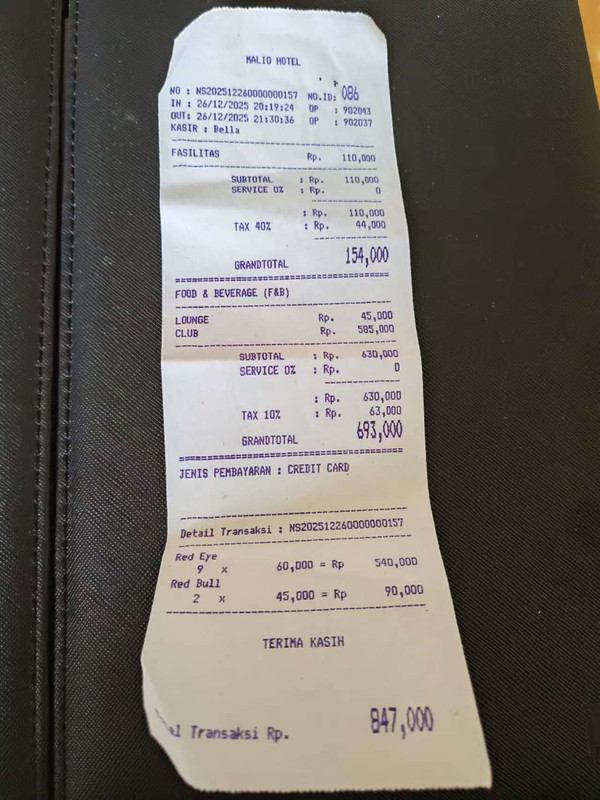 MALIO HOTEL
NO : NS202512260000000157 NO.ID: 086
IN : 26/12/2025 20:19:24 OP : 902043
OUT: 26/12/2025 21:30:36 OP : 902037
KASIR : Bella
FASILITAS Rp. 110,000
SUBTOTAL : Rp. 110,000
SERVICE 0% : Rp. 0
: Rp. 110,000
TAX 40% : Rp. 44,000
GRANDTOTAL 154,000
FOOD & BEVERAGE (F&B)
LOUNGE Rp. 45,000
CLUB Rp. 585,000
SUBTOTAL : Rp. 630,000
SERVICE 0% : Rp. 0
: Rp. 630,000
TAX 10% : Rp. 63,000
GRANDTOTAL 693,000
JENIS PEMBAYARAN : CREDIT CARD
Detail Transaksi : NS202512260000000157
Red Eye
9 x 60,000 = Rp 540,000
Red Bull
2 x 45,000 = Rp 90,000
TERIMA KASIH
al Transaksi Rp. 847,000